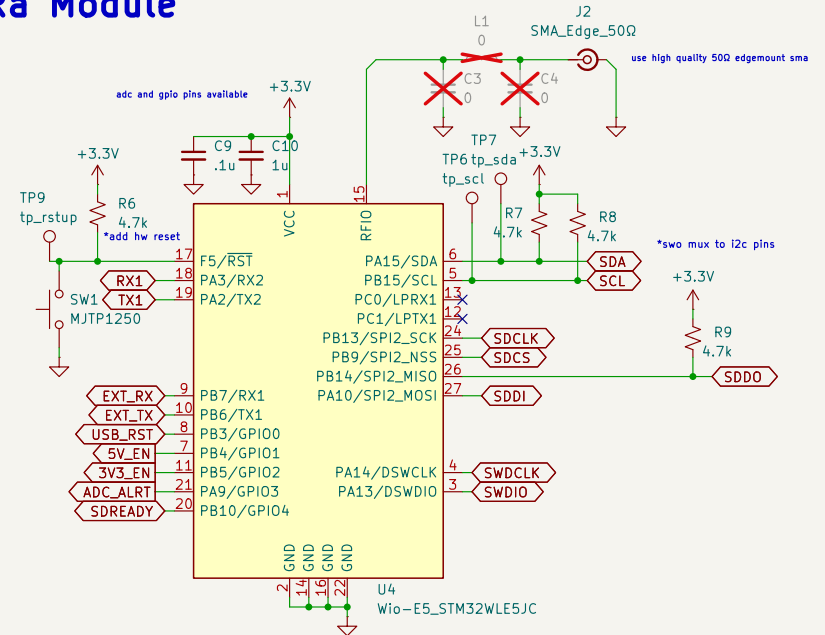 ka Module
J2
SMA_Edge_50Ω
L1
0
use high quality 50Ω edgemount sma
C3
0
C4
0
adc and gpio pins available
+3.3V
C9
.1u
C10
1u
TP7
tp_sda
TP6
tp_scl
+3.3V
+3.3V
TP9
tp_rstup
R6
4.7k
*add hw reset
R7
4.7k
R8
4.7k
*swo mux to i2c pins
+3.3V
R9
4.7k
SW1
MJTP1250
1
VCC
15
RFIO
17 F5/RST
RX1 18 PA3/RX2
TX1 19 PA2/TX2
EXT_RX 9 PB7/RX1
EXT_TX 10 PB6/TX1
USB_RST 8 PB3/GPIO0
5V_EN 7 PB4/GPIO1
3V3_EN 11 PB5/GPIO2
ADC_ALRT 21 PA9/GPIO3
SDREADY 20 PB10/GPIO4
PA15/SDA 6 SDA
PB15/SCL 5 SCL
PC0/LPRX1 13
PC1/LPTX1 12
PB13/SPI2_SCK 24 SDCLK
PB9/SPI2_NSS 25 SDCS
PB14/SPI2_MISO 26 SDDO
PA10/SPI2_MOSI 27 SDDI
PA14/DSWCLK 4 SWDCLK
PA13/DSWDIO 3 SWDIO
GND GND GND GND
2 14 16 22
U4
Wio-E5_STM32WLE5JC